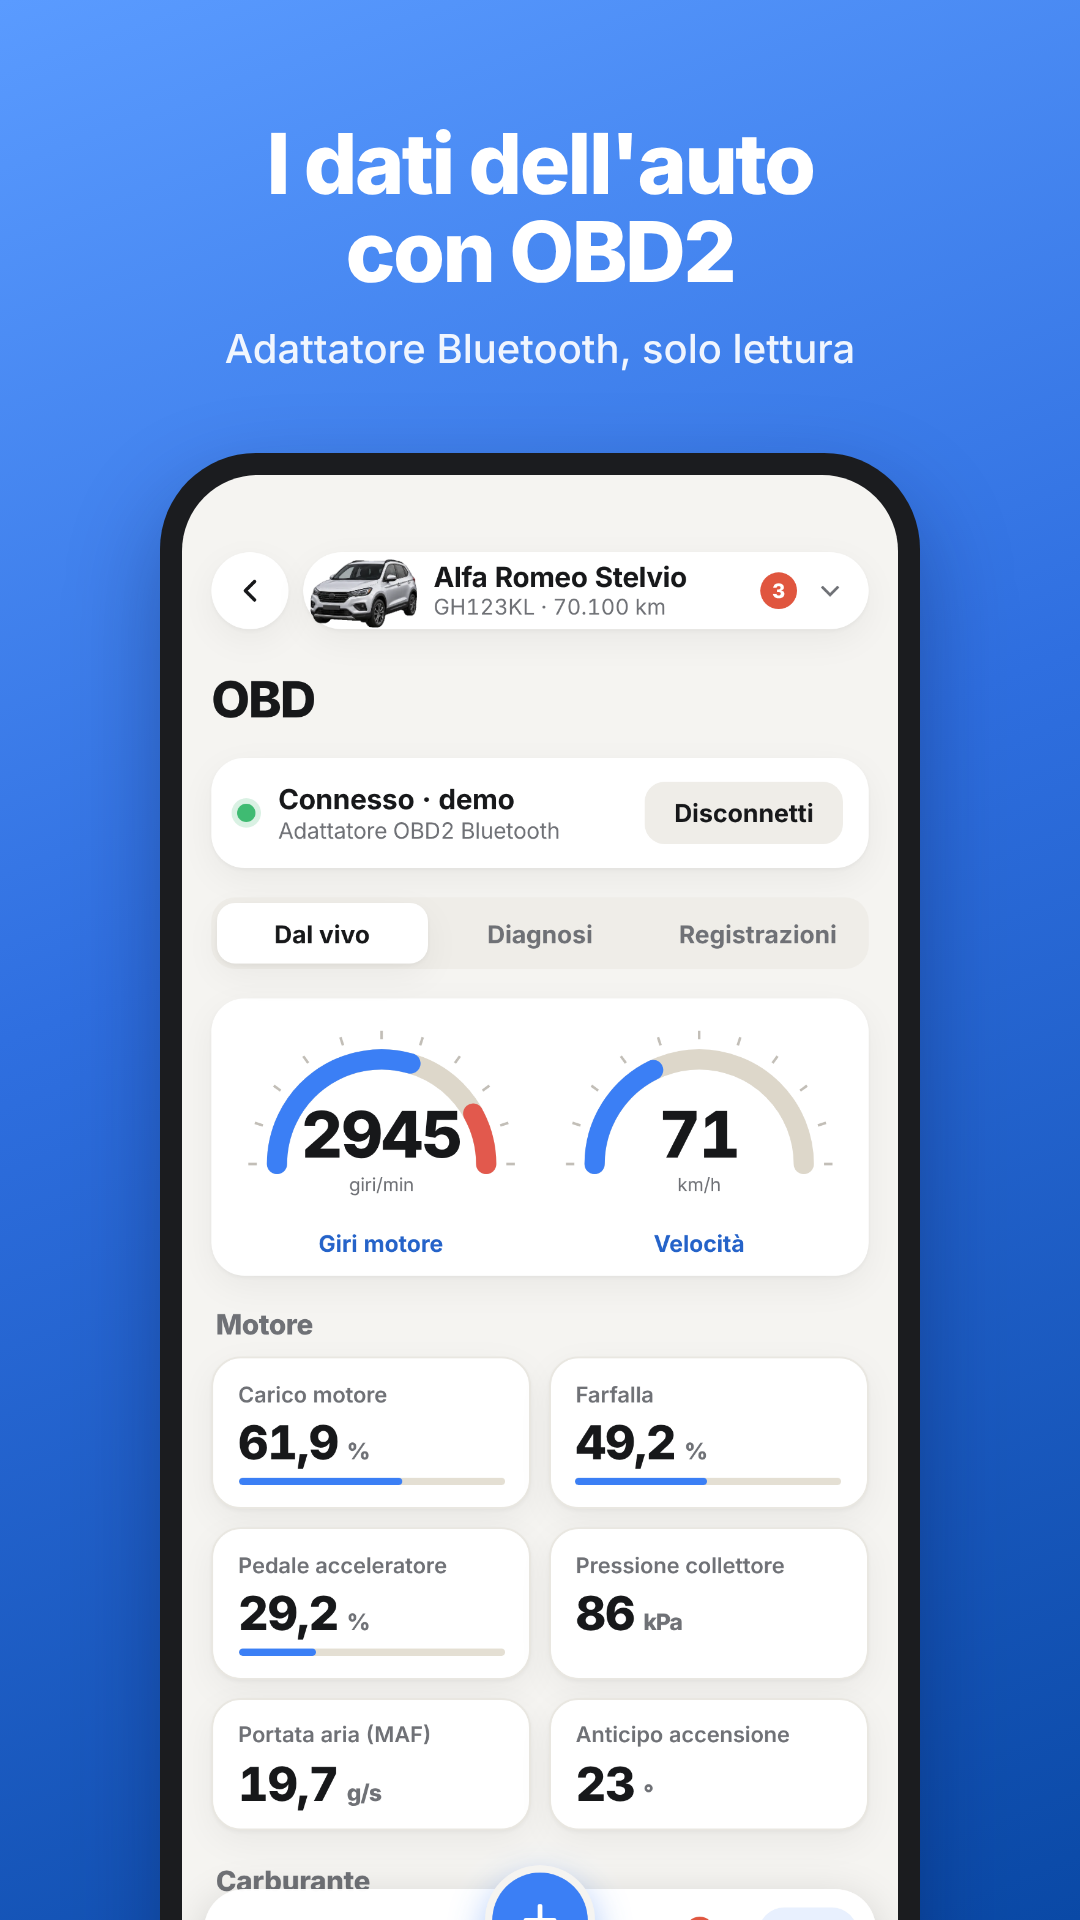 I dati dell'auto
con OBD2
Adattatore Bluetooth, solo lettura
Alfa Romeo Stelvio
GH123KL · 70.100 km
3
OBD
Connesso · demo
Adattatore OBD2 Bluetooth
Disconnetti
Dal vivo
Diagnosi
Registrazioni
2945
giri/min
Giri motore
71
km/h
Velocità
Motore
Carico motore
61,9 %
Farfalla
49,2 %
Pedale acceleratore
29,2 %
Pressione collettore
86 kPa
Portata aria (MAF)
19,7 g/s
Anticipo accensione
23 °
Carburante